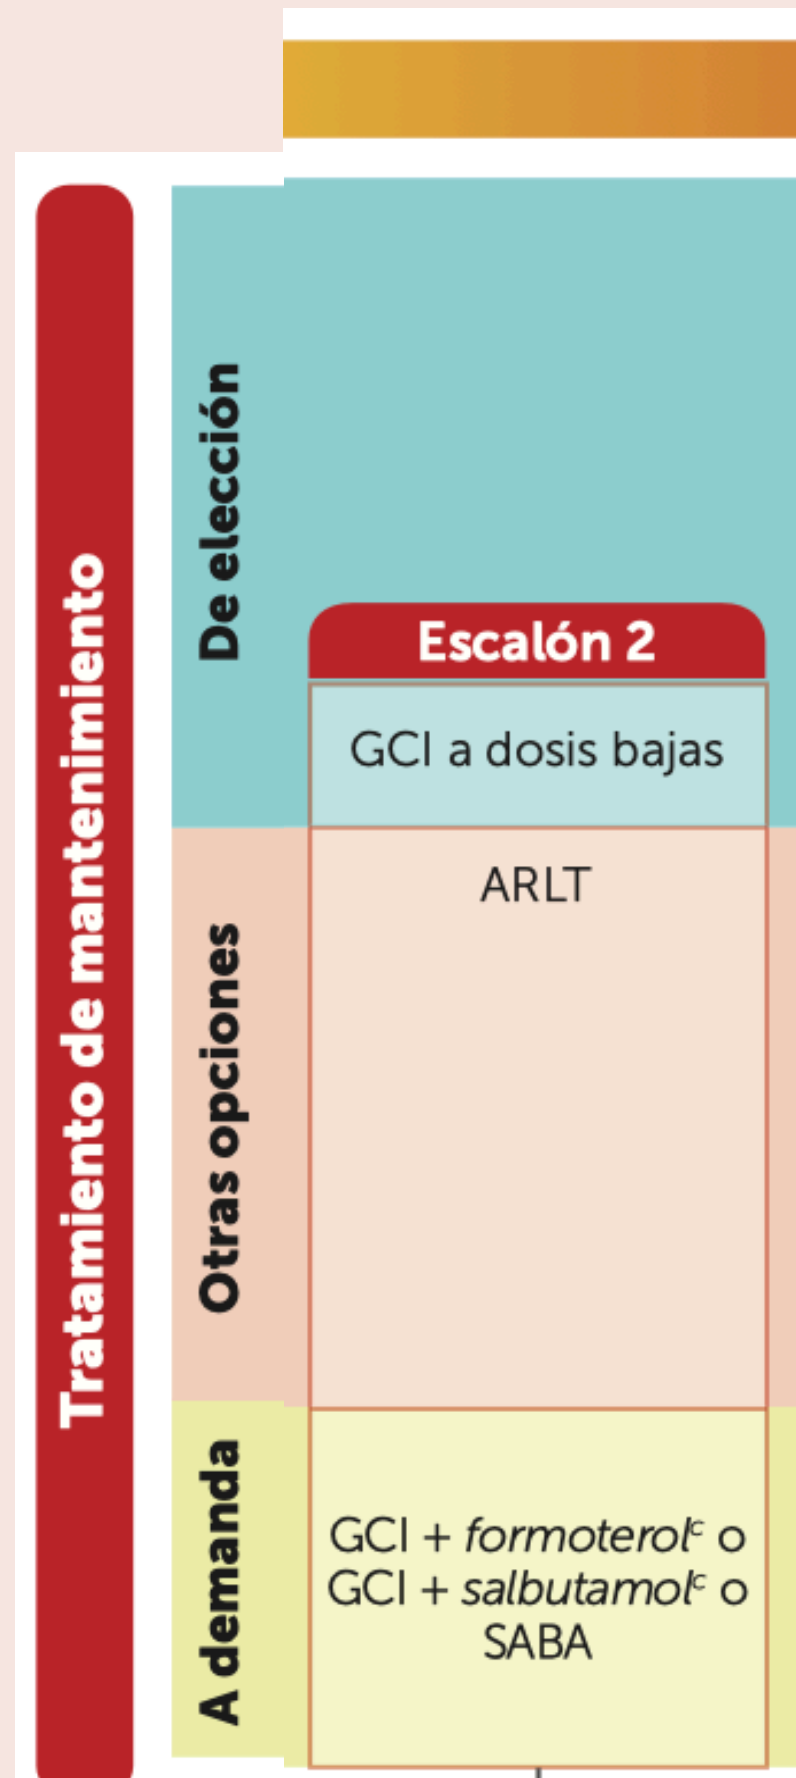 Tratamiento de mantenimiento
De elección
Escalón 2
GCI a dosis bajas
Otras opciones
ARLT
A demanda
GCI + formoterolᶜ o
GCI + salbutamolᶜ o
SABA